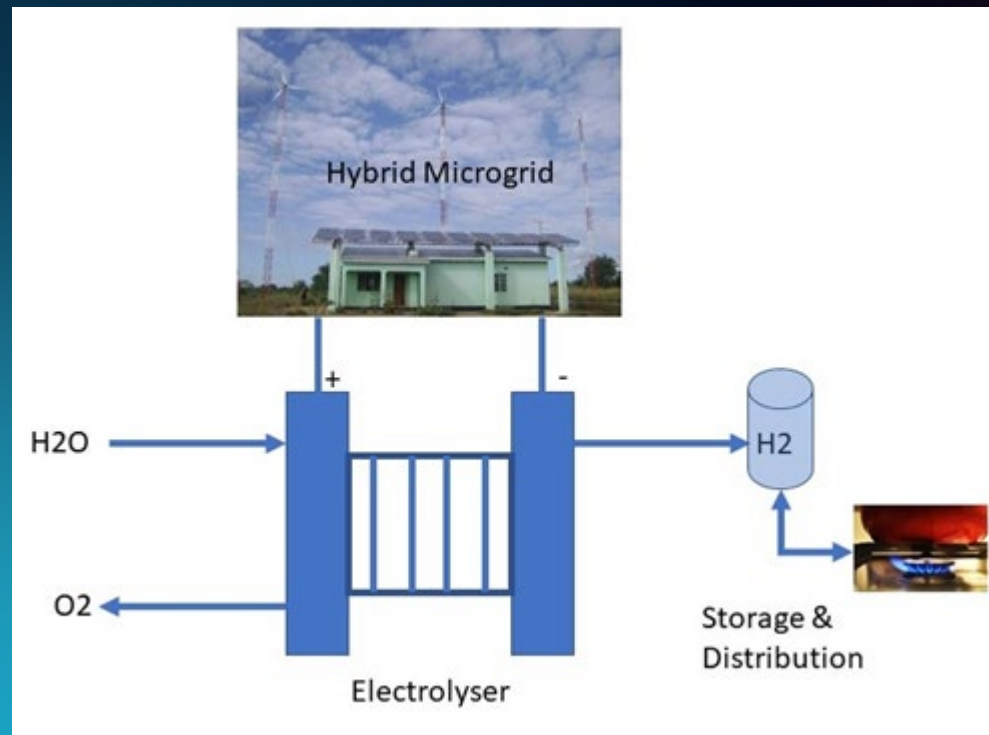 Hybrid Microgrid
+
-
H2O
H2
O2
Storage &
Distribution
Electrolyser